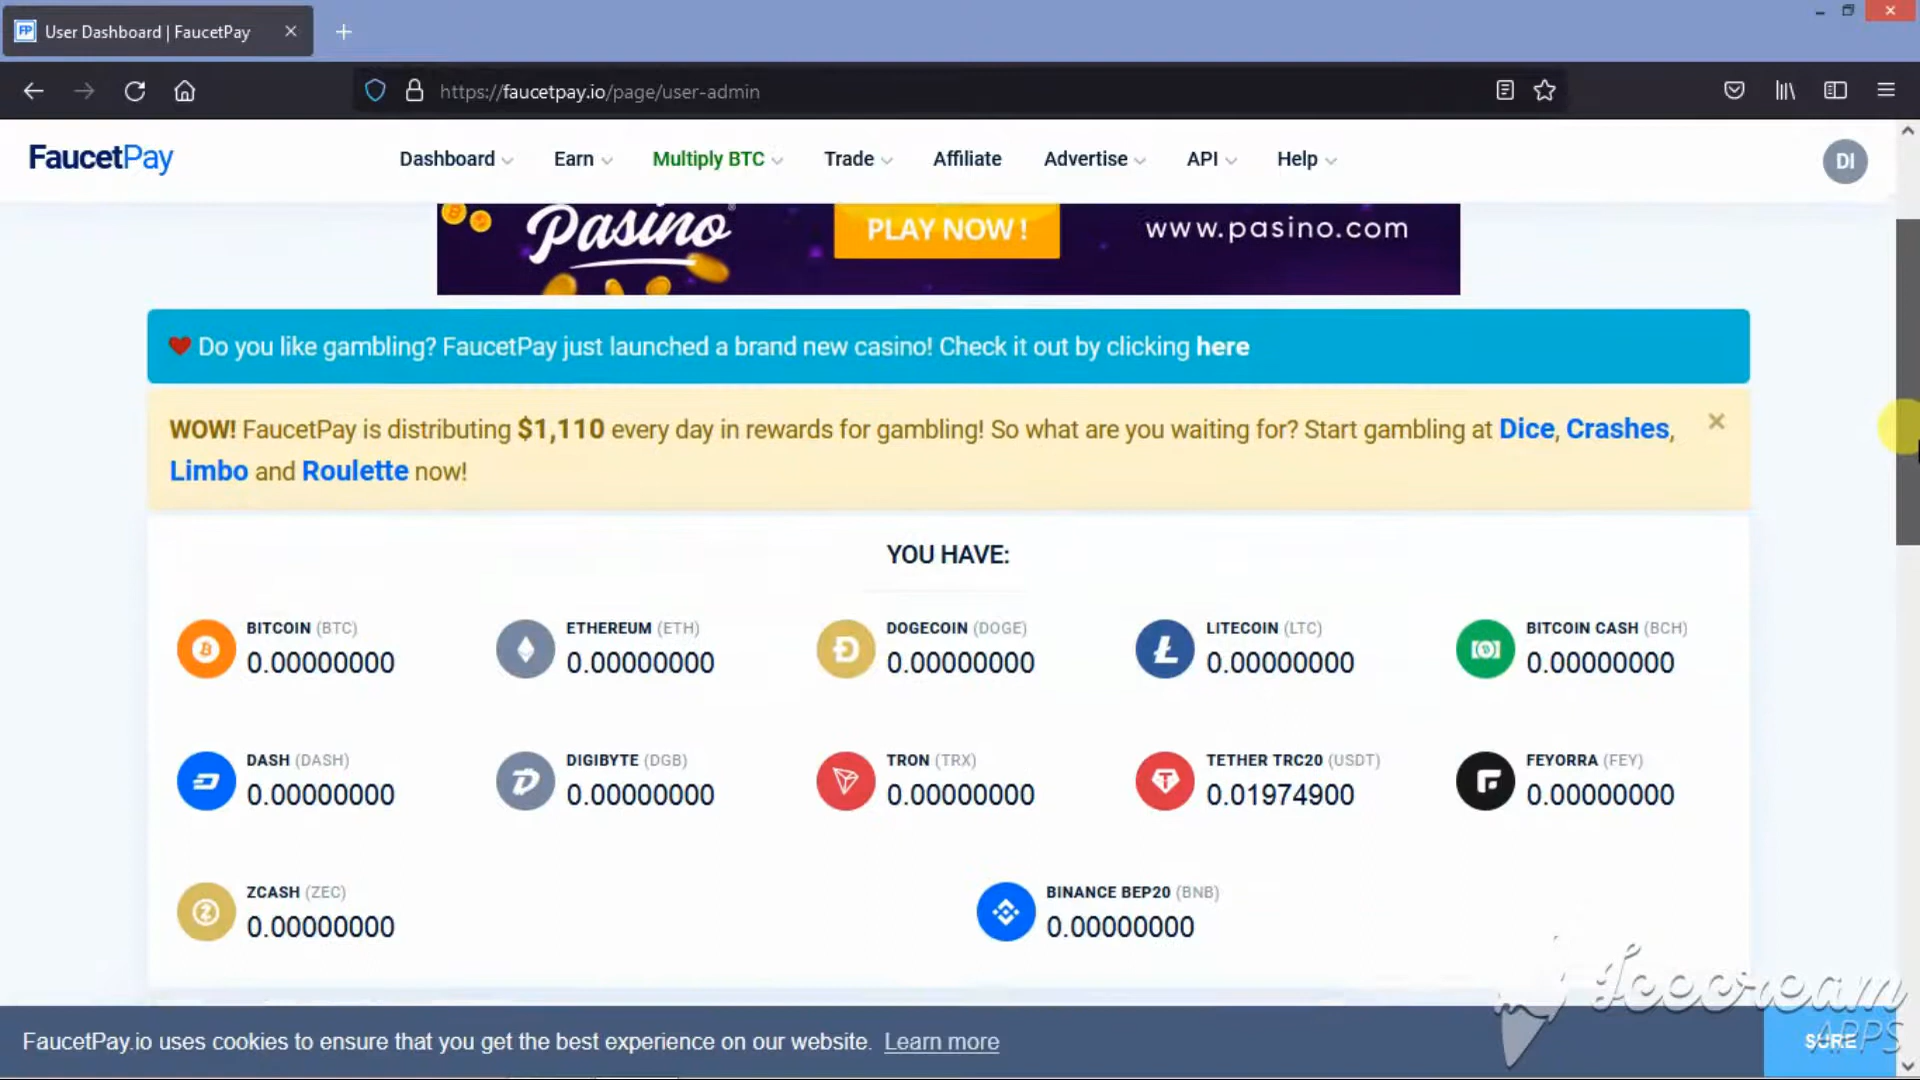 User Dashboard | FaucetPay
https://faucetpay.io/page/user-admin
FaucetPay
Dashboard
Earn
Multiply BTC
Trade
Affiliate
Advertise
API
Help
DI
Pasino
PLAY NOW !
www.pasino.com
Do you like gambling? FaucetPay just launched a brand new casino! Check it out by clicking here
WOW! FaucetPay is distributing $1,110 every day in rewards for gambling! So what are you waiting for? Start gambling at Dice, Crashes,
Limbo and Roulette now!
YOU HAVE:
BITCOIN (BTC)
0.00000000
ETHEREUM (ETH)
0.00000000
DOGECOIN (DOGE)
0.00000000
LITECOIN (LTC)
0.00000000
BITCOIN CASH (BCH)
0.00000000
DASH (DASH)
0.00000000
DIGIBYTE (DGB)
0.00000000
TRON (TRX)
0.00000000
TETHER TRC20 (USDT)
0.01974900
FEYORRA (FEY)
0.00000000
ZCASH (ZEC)
0.00000000
BINANCE BEP20 (BNB)
0.00000000
FaucetPay.io uses cookies to ensure that you get the best experience on our website. Learn more
SURE
Icecream
APPS